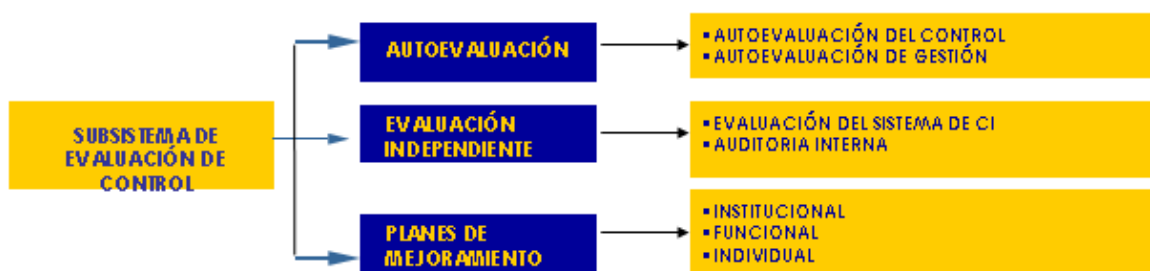 SUBSISTEMA DE
EVALUACIÓN DE
CONTROL
AUTOEVALUACIÓN
▪AUTOEVALUACIÓN DEL CONTROL
▪AUTOEVALUACIÓN DE GESTIÓN
EVALUACIÓN
INDEPENDIENTE
▪EVALUACIÓN DEL SISTEMA DE CI
▪AUDITORIA INTERNA
PLANES DE
MEJORAMIENTO
▪INSTITUCIONAL
▪FUNCIONAL
▪INDIVIDUAL